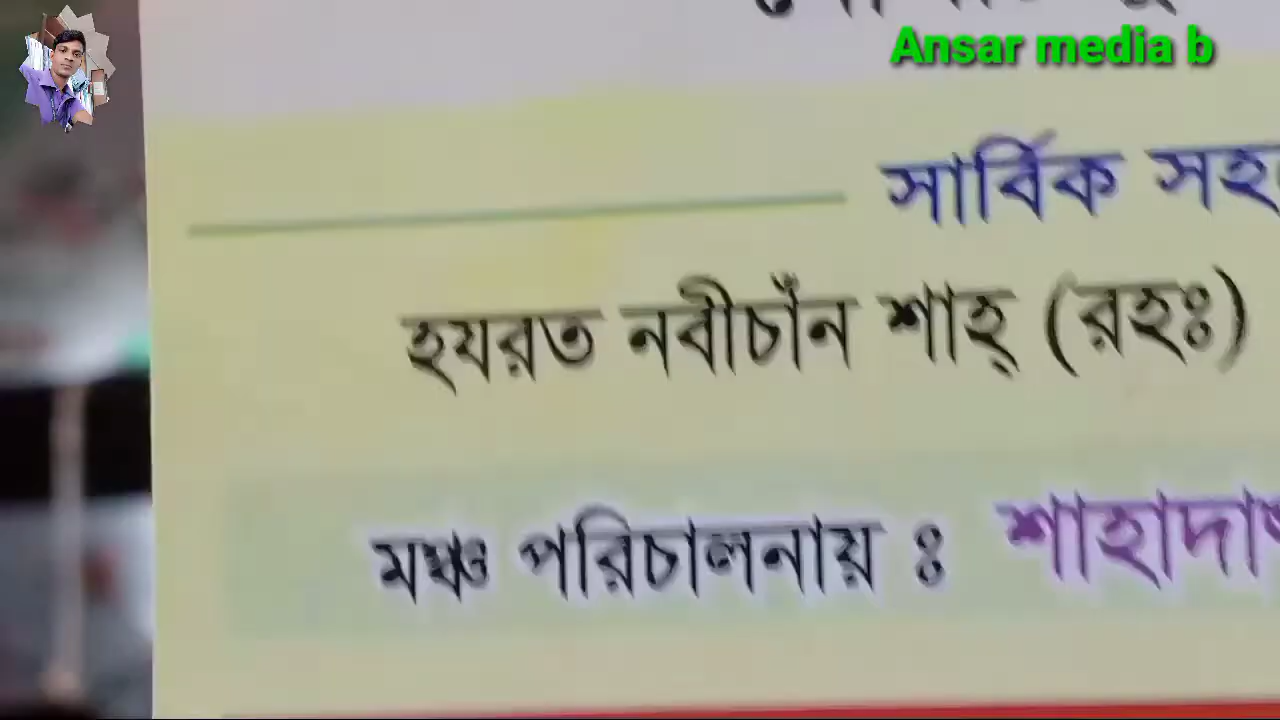 Ansar media b
সার্বিক
হযরত নবীচাঁন শাহ্ (রহঃ)
মঞ্চ পরিচালনায় ঃ